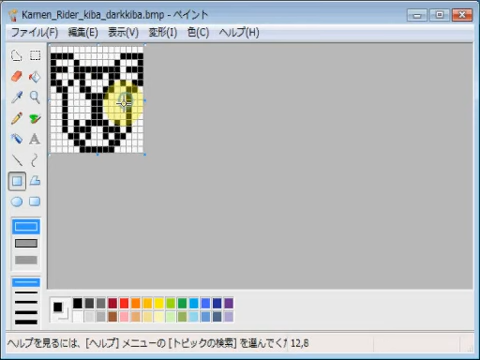 Kamen_Rider_kiba_darkkiba.bmp - ペイント
ファイル(F) 編集(E) 表示(V) 変形(I) 色(C) ヘルプ(H)
ヘルプを見るには、[ヘルプ] メニューの [トピックの検索] を選んでくだ 12,8